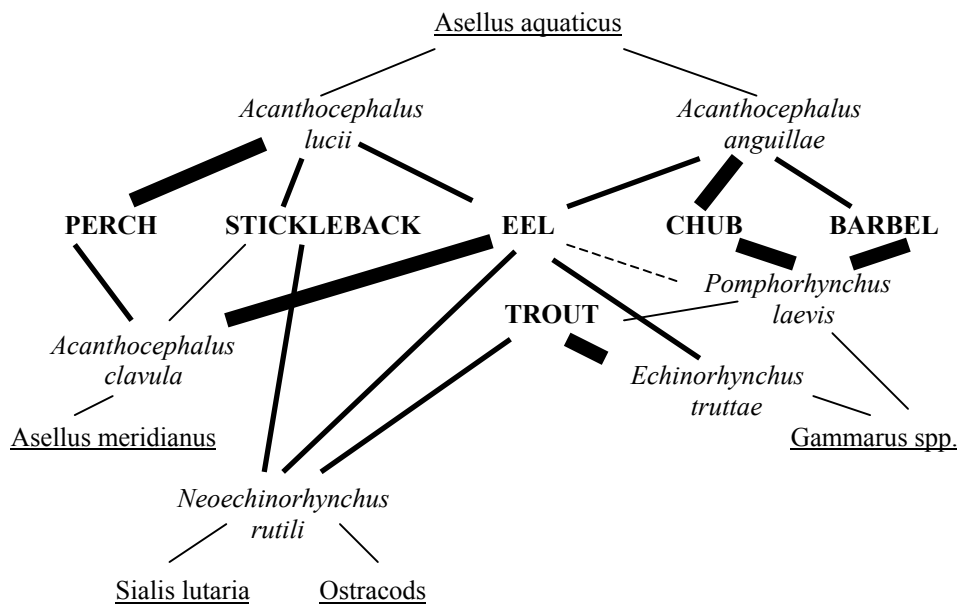 Asellus aquaticus
Acanthocephalus
lucii
Acanthocephalus
anguillae
PERCH
STICKLEBACK
EEL
CHUB
BARBEL
Pomphorhynchus
laevis
TROUT
Acanthocephalus
clavula
Echinorhynchus
truttae
Asellus meridianus
Gammarus spp.
Neoechinorhynchus
rutili
Sialis lutaria
Ostracods